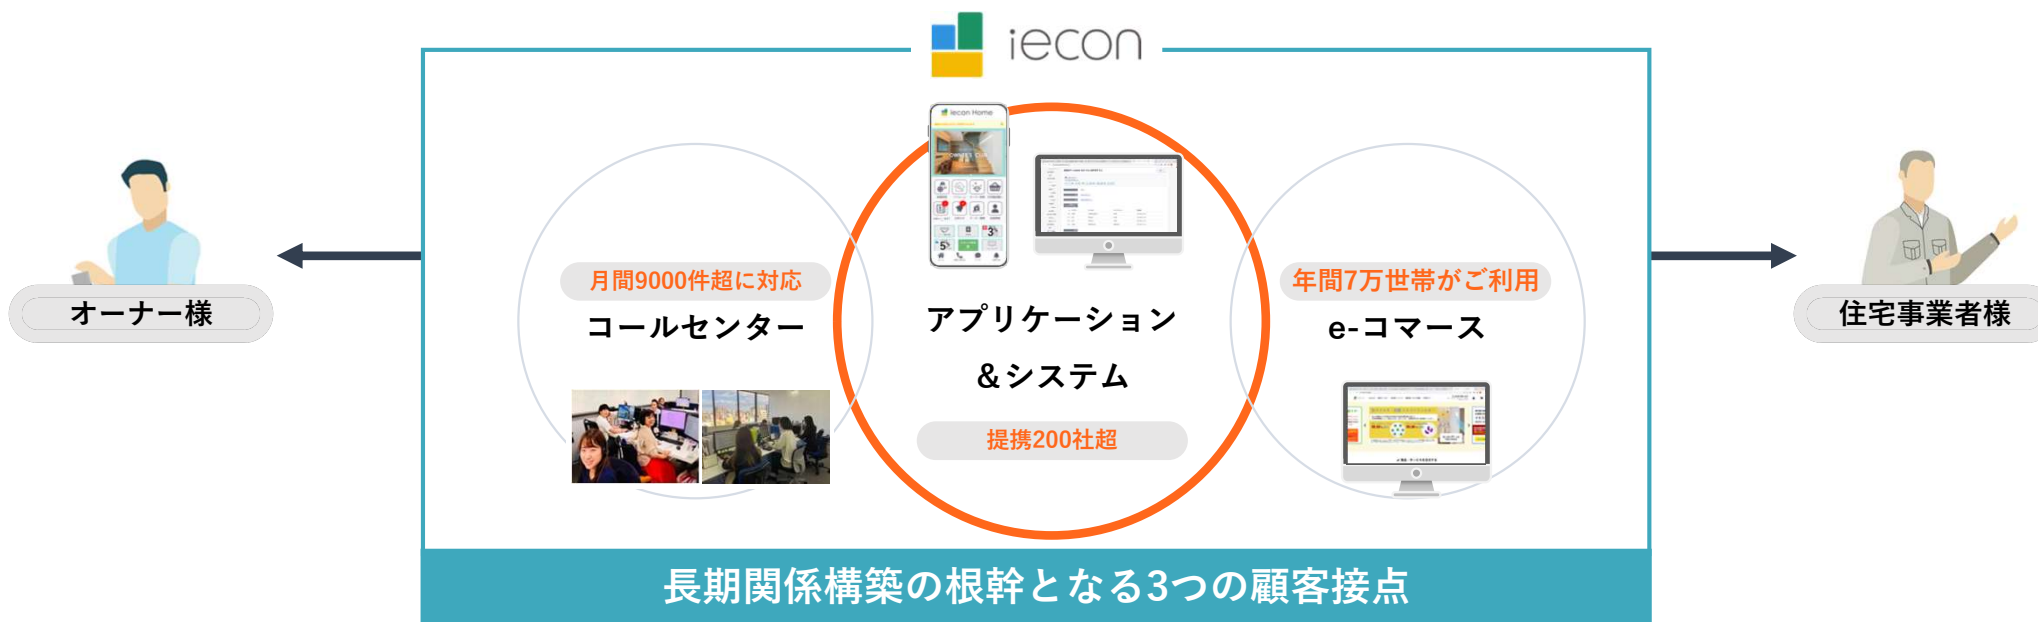 iecon
iecon Home
月間9000件超に対応
コールセンター
アプリケーション
&システム
提携200社超
年間7万世帯がご利用
e-コマース
オーナー様
住宅事業者様
長期関係構築の根幹となる3つの顧客接点